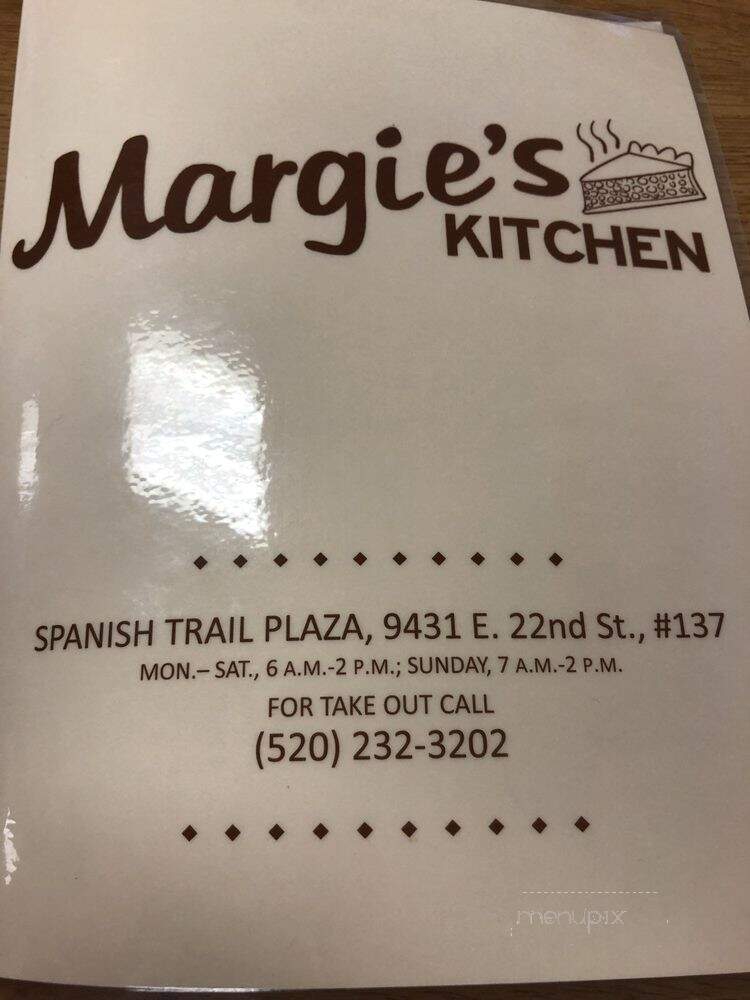 Margie's
KITCHEN
SPANISH TRAIL PLAZA, 9431 E. 22nd St., #137
MON.– SAT., 6 A.M.-2 P.M.; SUNDAY, 7 A.M.-2 P.M.
FOR TAKE OUT CALL
(520) 232-3202
menupix